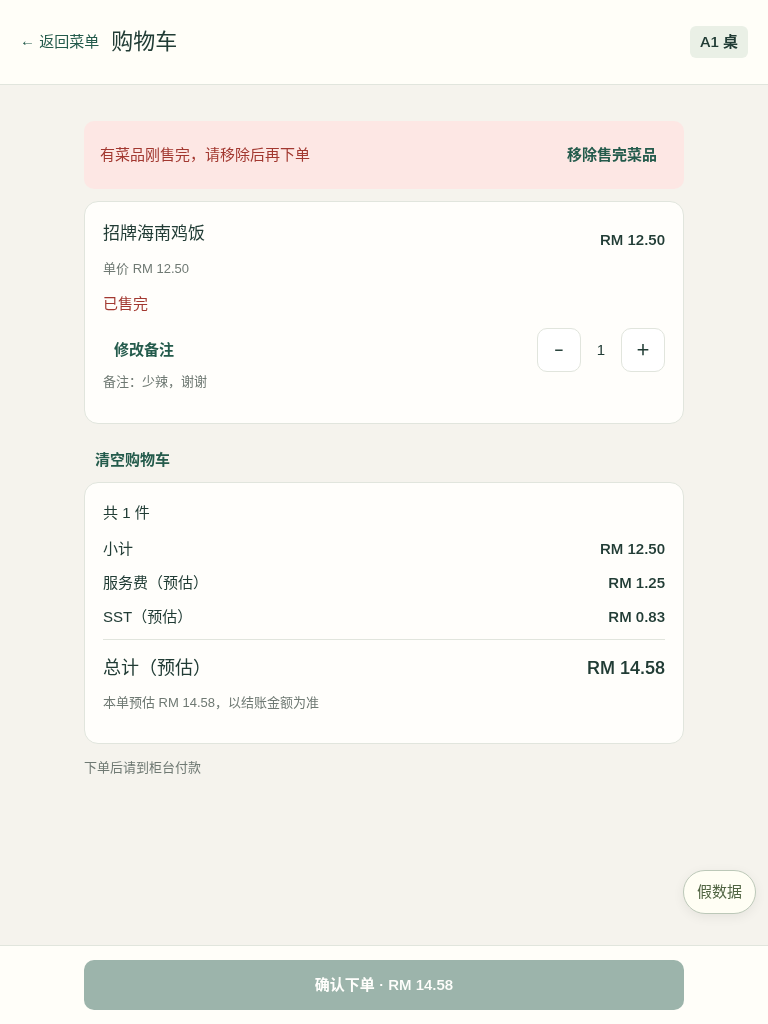 ← 返回菜单 购物车 A1 桌
有菜品刚售完，请移除后再下单 移除售完菜品
招牌海南鸡饭 RM 12.50
单价 RM 12.50
已售完
修改备注 - 1 +
备注：少辣，谢谢
清空购物车
共 1 件
小计 RM 12.50
服务费（预估） RM 1.25
SST（预估） RM 0.83
总计（预估） RM 14.58
本单预估 RM 14.58，以结账金额为准
下单后请到柜台付款
假数据
确认下单 · RM 14.58